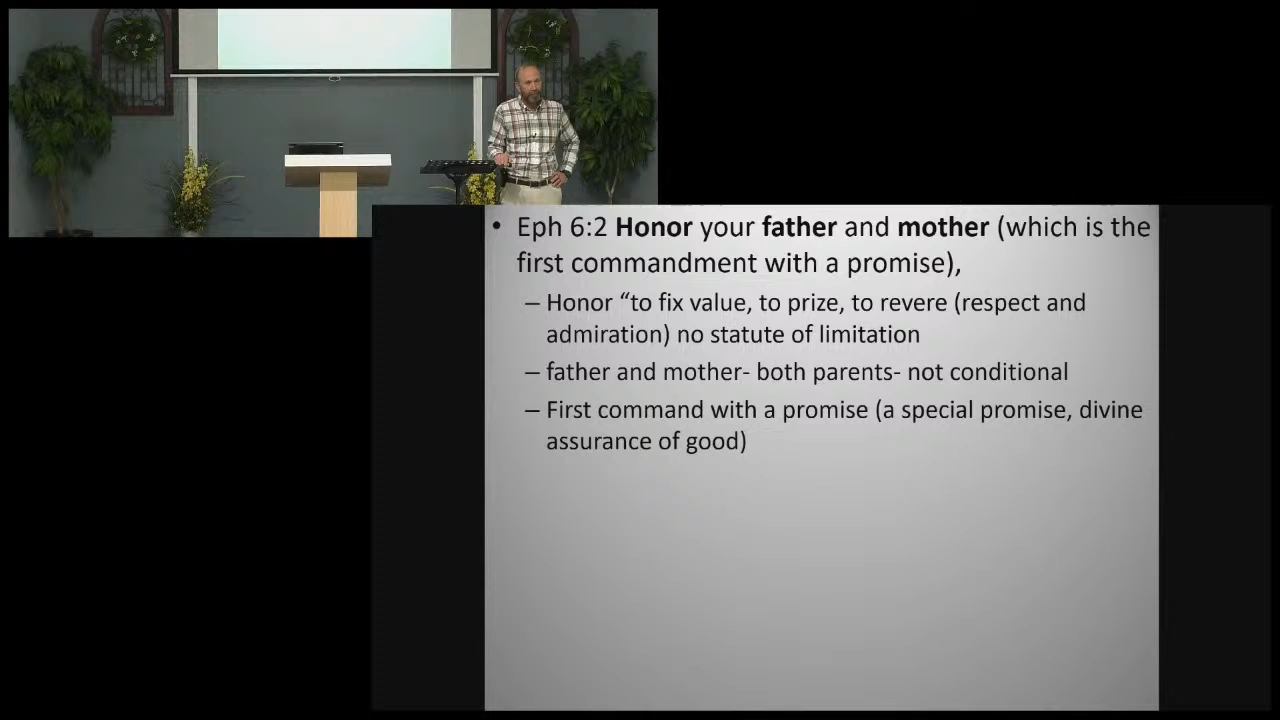 • Eph 6:2 Honor your father and mother (which is the
first commandment with a promise),
– Honor “to fix value, to prize, to revere (respect and
admiration) no statute of limitation
– father and mother- both parents- not conditional
– First command with a promise (a special promise, divine
assurance of good)